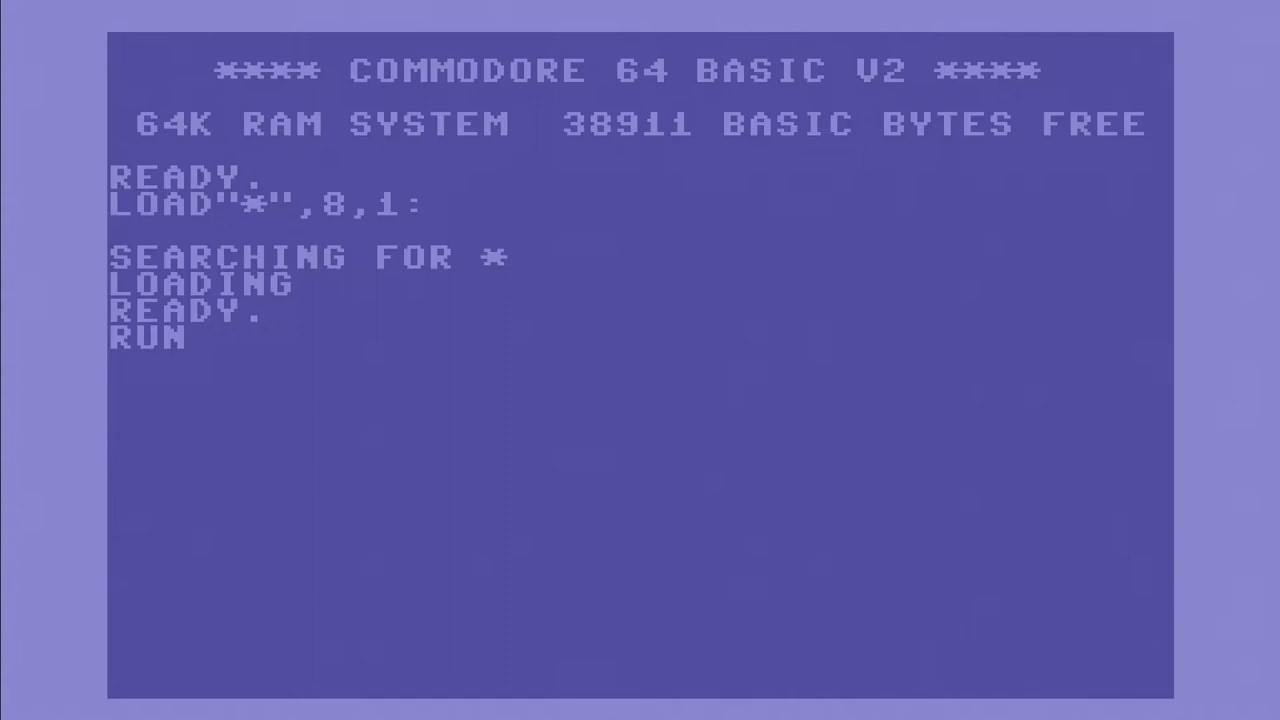 **** COMMODORE 64 BASIC V2 ****
64K RAM SYSTEM  38911 BASIC BYTES FREE
READY.
LOAD"*",8,1:
SEARCHING FOR *
LOADING
READY.
RUN